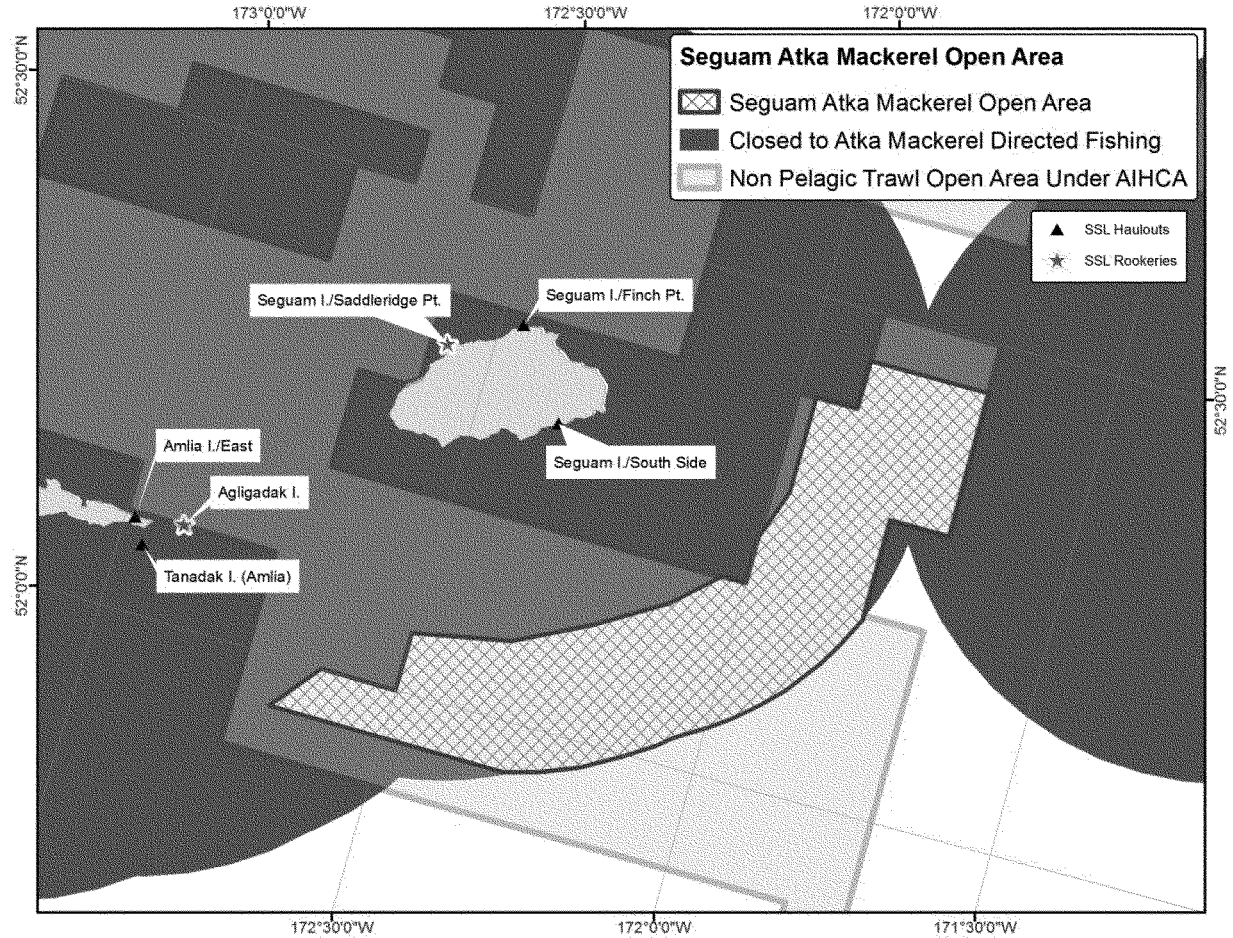 173°0'0"W
172°30'0"W
172°0'0"W
52°30'0"N
Seguam Atka Mackerel Open Area
Seguam Atka Mackerel Open Area
Closed to Atka Mackerel Directed Fishing
Non Pelagic Trawl Open Area Under AIHCA
SSL Haulouts
SSL Rookeries
Seguam I./Saddleridge Pt.
Seguam I./Finch Pt.
52°30'0"N
Amlia I./East
Seguam I./South Side
Agligadak I.
Tanadak I. (Amlia)
52°0'0"N
172°30'0"W
172°0'0"W
171°30'0"W